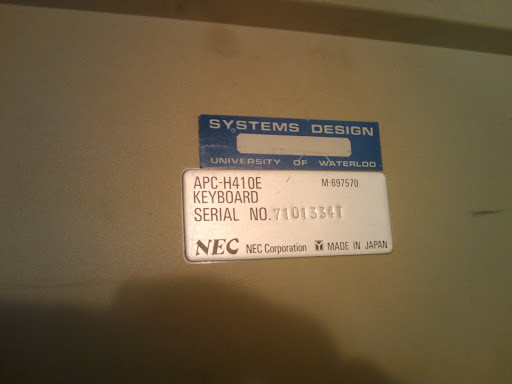 SYSTEMS DESIGN
UNIVERSITY OF WATERLOO
APC-H410E M-697570
KEYBOARD
SERIAL NO. 7101334T
NEC NEC Corporation MADE IN JAPAN